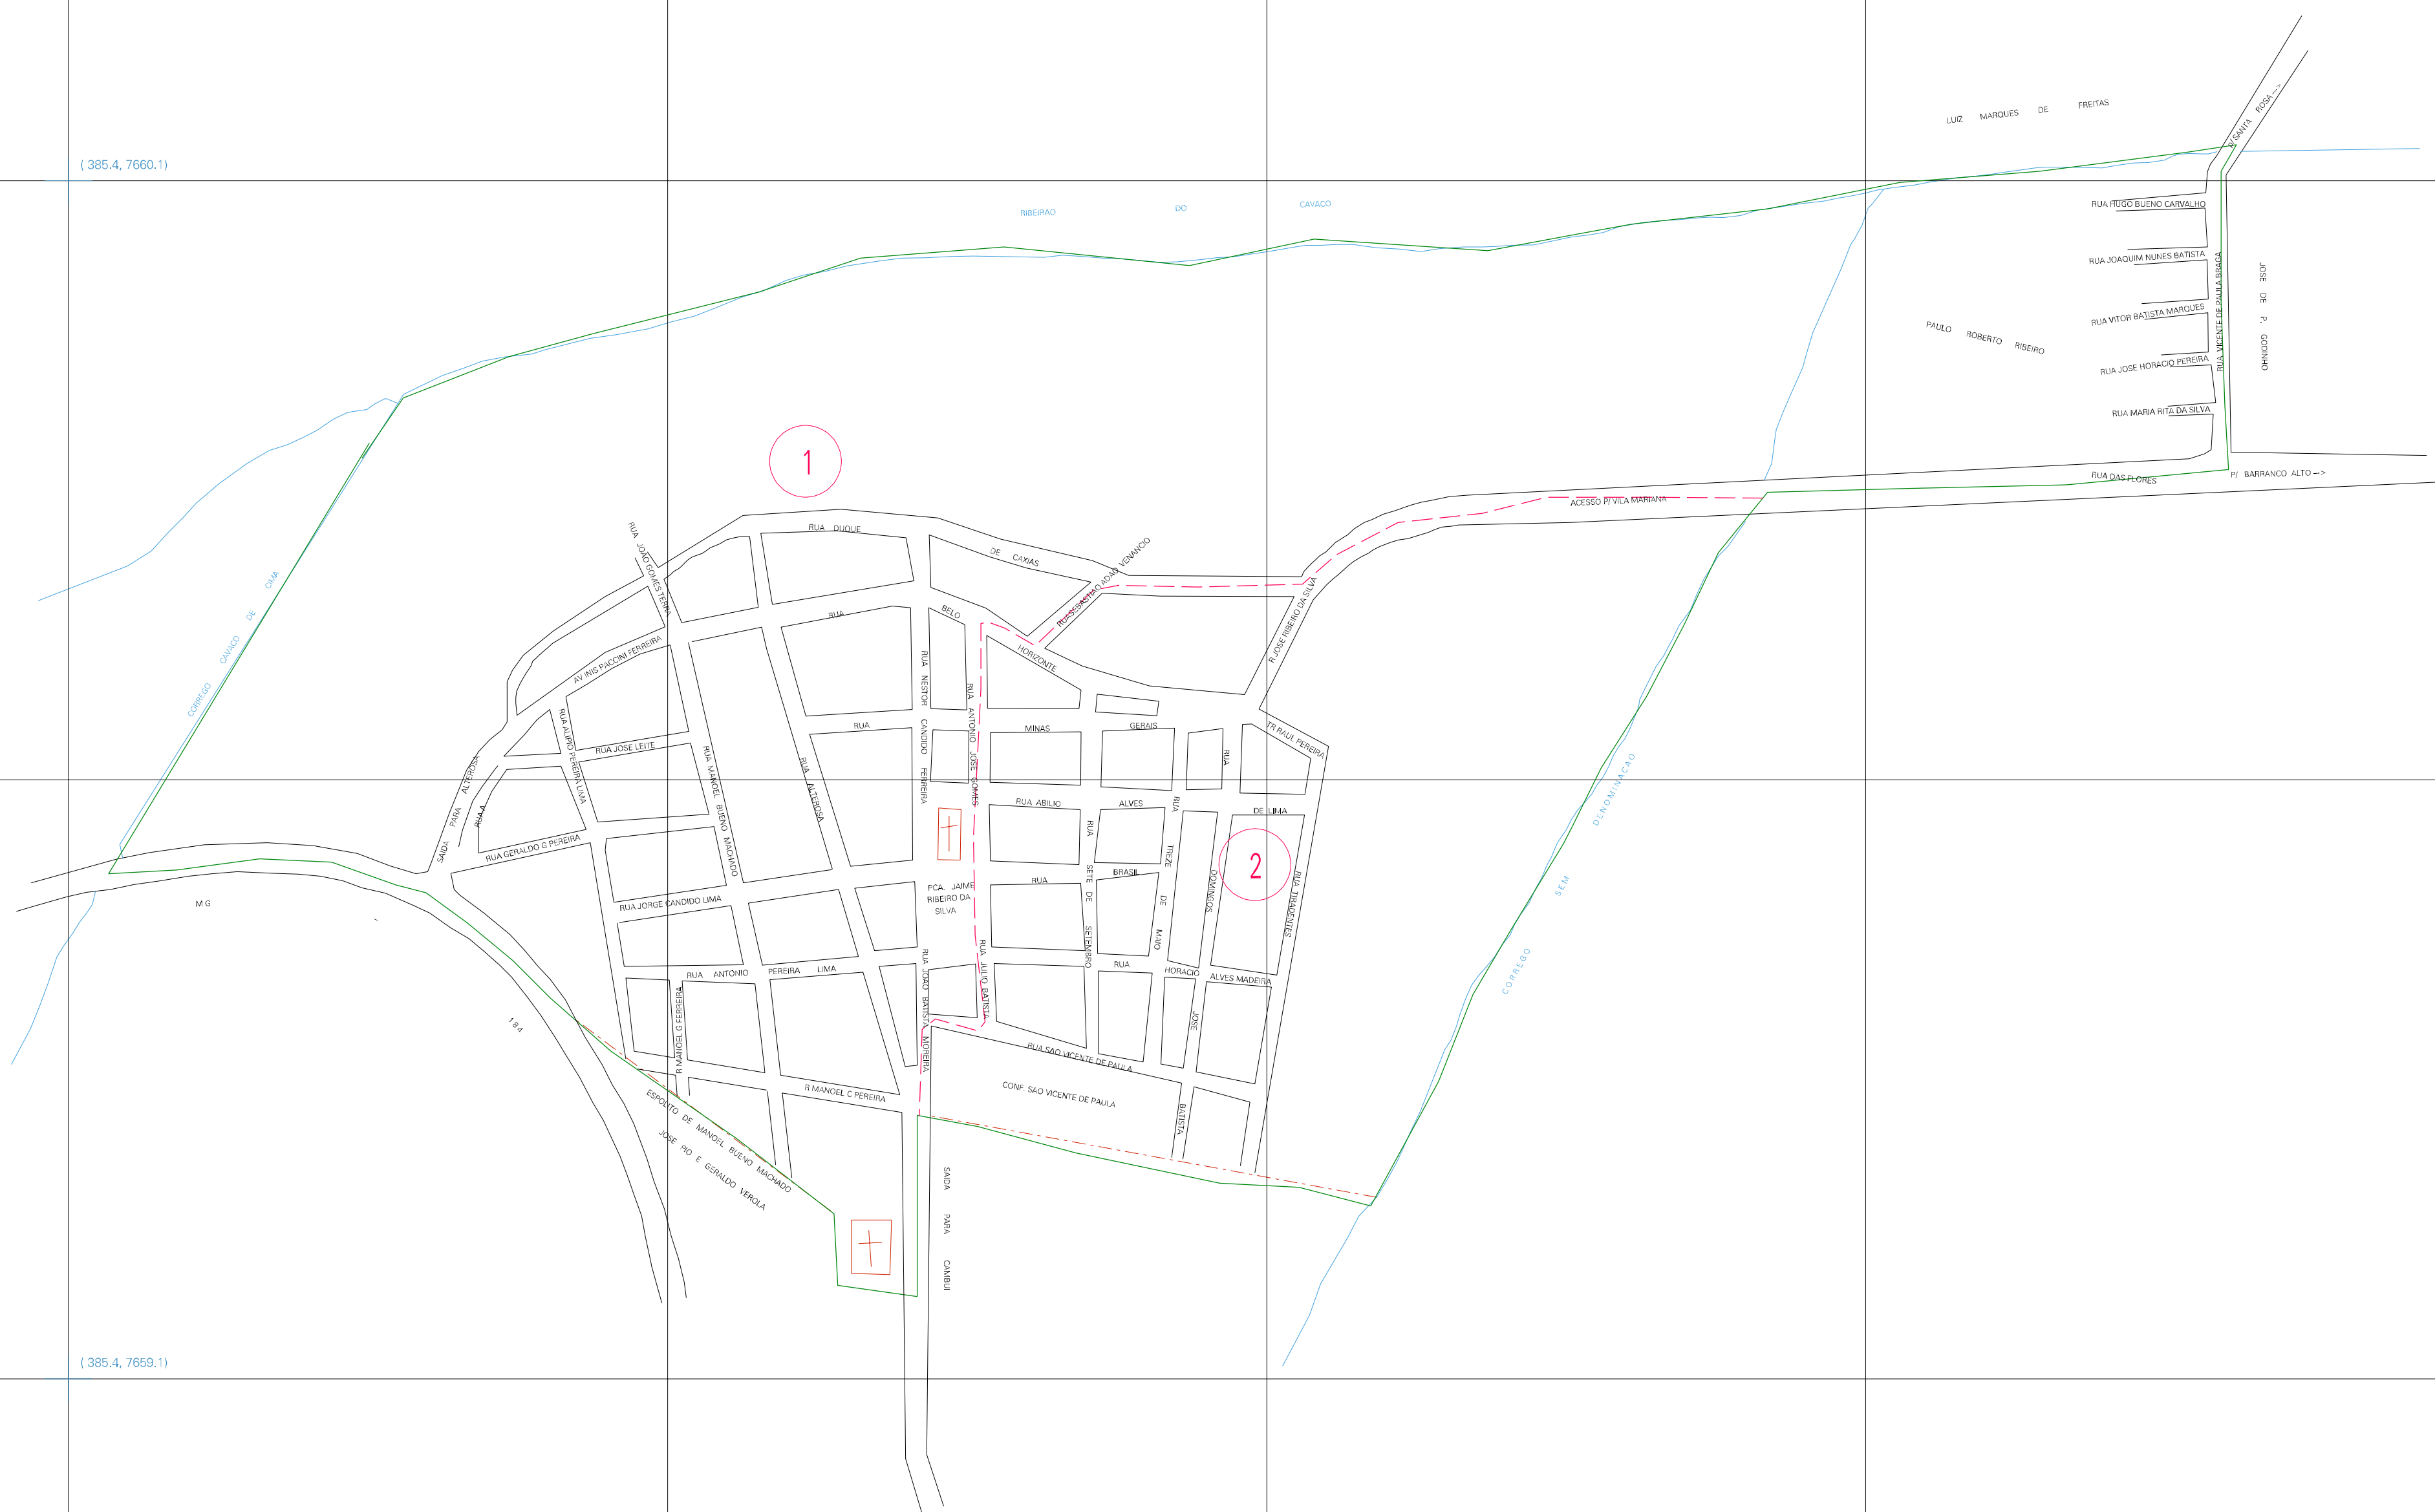 LUIZ MARQUES DE FREITAS
P/ SANTA ROSA --->
( 385.4, 7660.1)
RIBEIRAO DO CAVACO
RUA HUGO BUENO CARVALHO
RUA JOAQUIM NUNES BATISTA
RUA VICENTE DE PAULA BRAGA
JOSE DE P. GODINHO
RUA VITOR BATISTA MARQUES
PAULO ROBERTO RIBEIRO
RUA JOSE HORACIO PEREIRA
RUA MARIA RITA DA SILVA
1
RUA DAS FLORES
P/ BARRANCO ALTO --->
ACESSO P/ VILA MARIANA
RUA DUQUE DE CAXIAS
RUA JOAO GOMES TERRA
RUA SEBASTIAO ADAO VENANCIO
CORREGO CAVACO DE CIMA
R JOSE RIBEIRO DA SILVA
RUA BELO HORIZONTE
AV INIS PACCINI FERREIRA
RUA NESTOR CANDIDO FERREIRA
RUA ANTONIO JOSE GOMES
RUA ALIPIO PEREIRA LIMA
RUA MINAS GERAIS
TR RAUL PEREIRA
RUA JOSE LEITE
RUA MANOEL BUENO MACHADO
RUA ALTEROSA
SAIDA PARA ALTEROSA
RUA A
RUA ABILIO ALVES DE LIMA
RUA DOMINGOS
RUA SETE DE SETEMBRO
RUA TREZE DE MAIO
RUA GERALDO G PEREIRA
2
CORREGO SEM DENOMINACAO
RUA BRASIL
RUA TIRADENTES
PCA. JAIME
RIBEIRO DA
SILVA
RUA JORGE CANDIDO LIMA
M G
RUA JOAO BATISTA MOREIRA
RUA JULIO BATISTA
RUA ANTONIO PEREIRA LIMA
RUA HORACIO ALVES MADEIRA
R MANOEL G FERREIRA
184
JOSE BATISTA
RUA SAO VICENTE DE PAULA
CONF. SAO VICENTE DE PAULA
R MANOEL C PEREIRA
ESPOLITO DE MANOEL BUENO MACHADO
JOSE PIO E GERALDO VEROLA
SAIDA PARA CAMBUI
( 385.4, 7659.1)